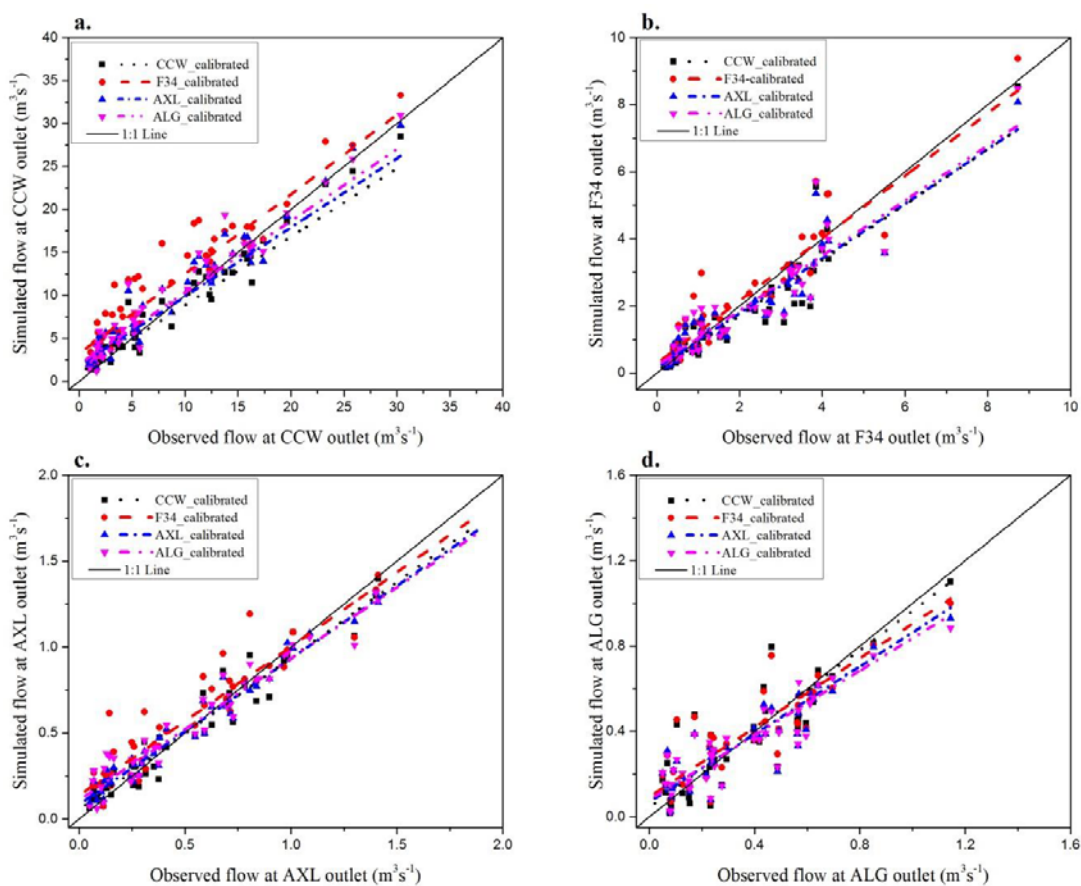 a.
40
35
30
25
20
15
10
5
0
Simulated flow at CCW outlet (m³s⁻¹)
CCW_calibrated
F34_calibrated
AXL_calibrated
ALG_calibrated
1:1 Line
0 5 10 15 20 25 30 35 40
Observed flow at CCW outlet (m³s⁻¹)
b.
10
8
6
4
2
0
Simulated flow at F34 outlet (m³s⁻¹)
CCW_calibrated
F34-calibrated
AXL_calibrated
ALG_calibrated
1:1 Line
0 2 4 6 8 10
Observed flow at F34 outlet (m³s⁻¹)
c.
2.0
1.5
1.0
0.5
0.0
Simulated flow at AXL outlet (m³s⁻¹)
CCW_calibrated
F34_calibrated
AXL_calibrated
ALG_calibrated
1:1 Line
0.0 0.5 1.0 1.5 2.0
Observed flow at AXL outlet (m³s⁻¹)
d.
1.6
1.2
0.8
0.4
0.0
Simulated flow at ALG outlet (m³s⁻¹)
CCW_calibrated
F34_calibrated
AXL_calibrated
ALG_calibrated
1:1 Line
0.0 0.4 0.8 1.2 1.6
Observed flow at ALG outlet (m³s⁻¹)